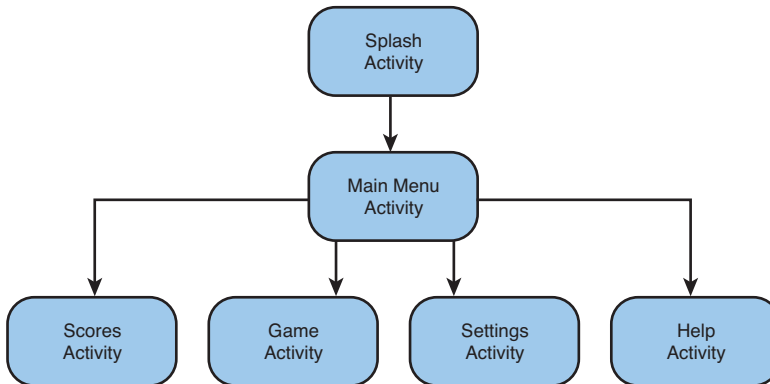 Splash
Activity
Main Menu
Activity
Scores
Activity
Game
Activity
Settings
Activity
Help
Activity